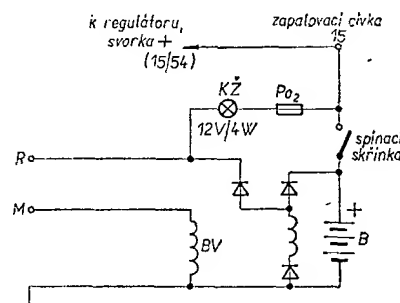 k regulátoru,
svorka +
(15/54)
zapalovací cívka
15
KŽ
Po2
12V/4W
spínací
skříňka
R
M
BV
+
B